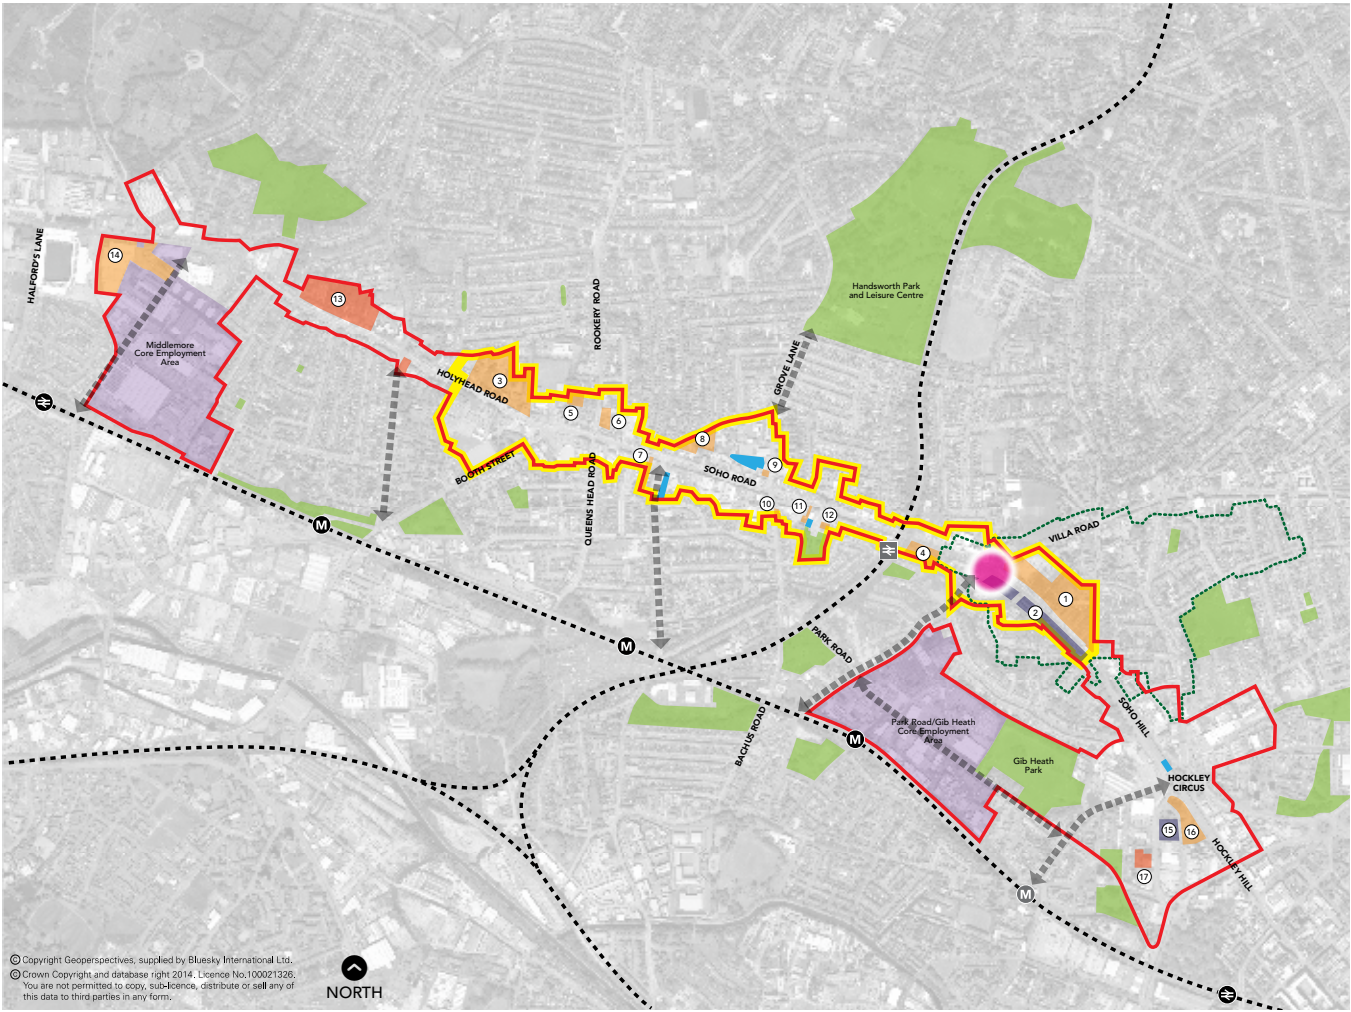 HALFORD'S LANE
14
13
Middlemore
Core Employment
Area
M
ROOKERY ROAD
HOLYHEAD ROAD
3
5
6
7
8
9
BOOTH STREET
QUEENS HEAD ROAD
SOHO ROAD
GROVE LANE
Handsworth Park
and Leisure Centre
10
11
12
4
VILLA ROAD
1
2
M
PARK ROAD
BACHUS ROAD
M
Park Road/Gib Heath
Core Employment
Area
Gib Heath
Park
SOHO HILL
HOCKLEY
CIRCUS
15
16
HOCKLEY HILL
17
M
© Copyright Geoperspectives, supplied by Bluesky International Ltd.
© Crown Copyright and database right 2014. Licence No.100021326.
You are not permitted to copy, sub-licence, distribute or sell any of
this data to third parties in any form.
NORTH